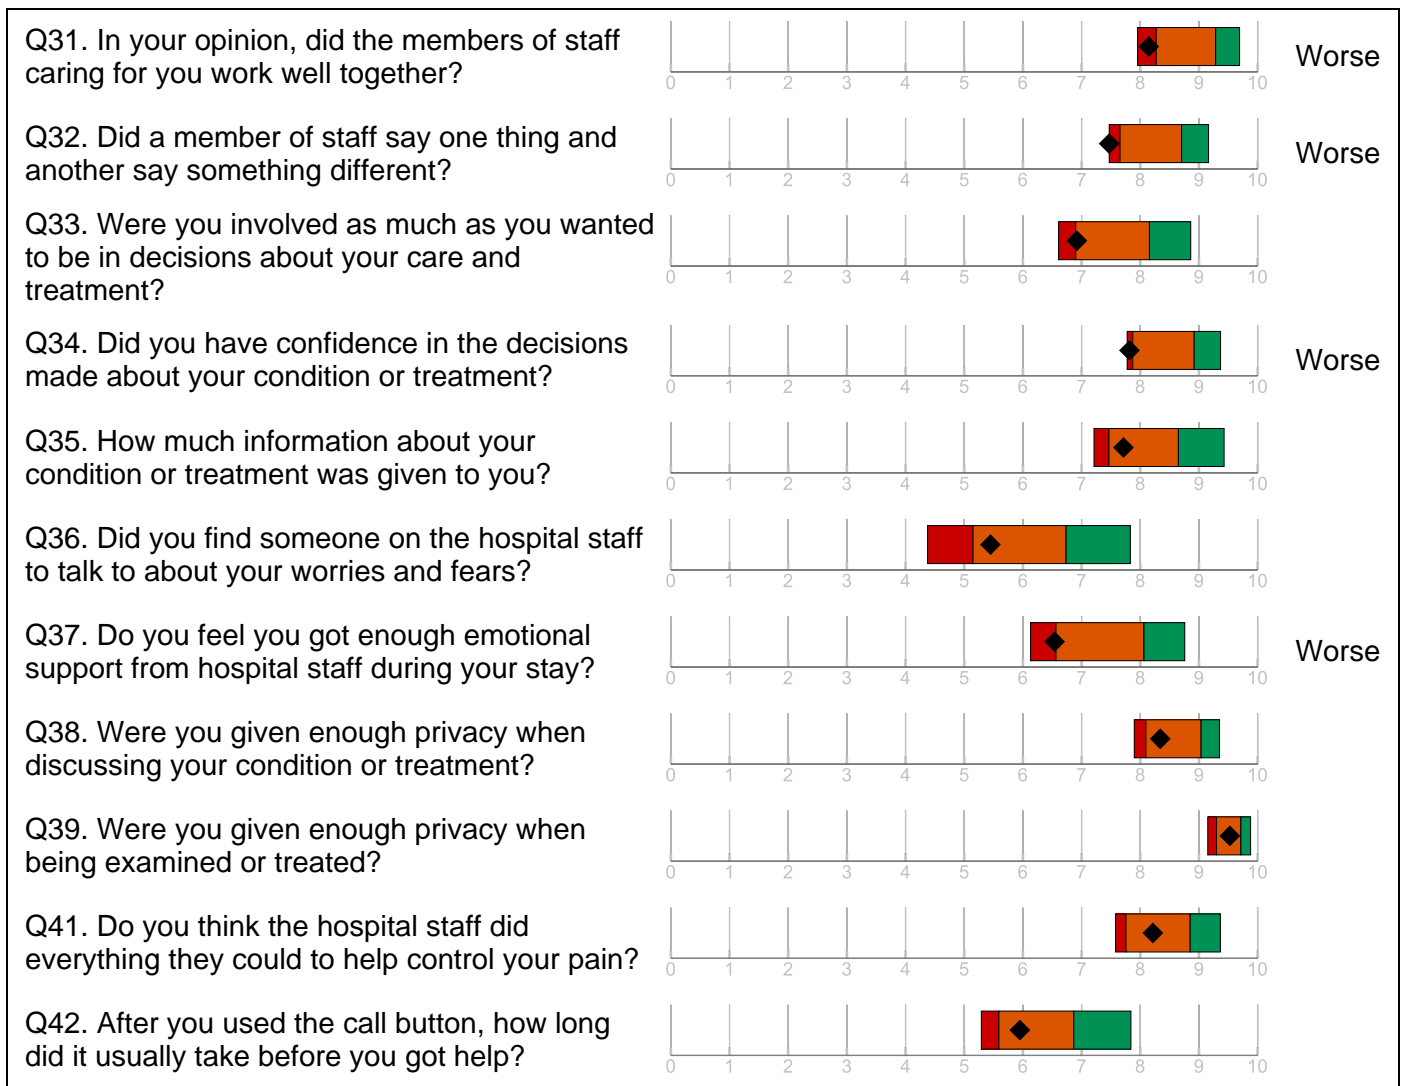 Q31. In your opinion, did the members of staff
caring for you work well together?
Worse
0 1 2 3 4 5 6 7 8 9 10
Q32. Did a member of staff say one thing and
another say something different?
Worse
0 1 2 3 4 5 6 7 8 9 10
Q33. Were you involved as much as you wanted
to be in decisions about your care and
treatment?
0 1 2 3 4 5 6 7 8 9 10
Q34. Did you have confidence in the decisions
made about your condition or treatment?
Worse
0 1 2 3 4 5 6 7 8 9 10
Q35. How much information about your
condition or treatment was given to you?
0 1 2 3 4 5 6 7 8 9 10
Q36. Did you find someone on the hospital staff
to talk to about your worries and fears?
0 1 2 3 4 5 6 7 8 9 10
Q37. Do you feel you got enough emotional
support from hospital staff during your stay?
Worse
0 1 2 3 4 5 6 7 8 9 10
Q38. Were you given enough privacy when
discussing your condition or treatment?
0 1 2 3 4 5 6 7 8 9 10
Q39. Were you given enough privacy when
being examined or treated?
0 1 2 3 4 5 6 7 8 9 10
Q41. Do you think the hospital staff did
everything they could to help control your pain?
0 1 2 3 4 5 6 7 8 9 10
Q42. After you used the call button, how long
did it usually take before you got help?
0 1 2 3 4 5 6 7 8 9 10